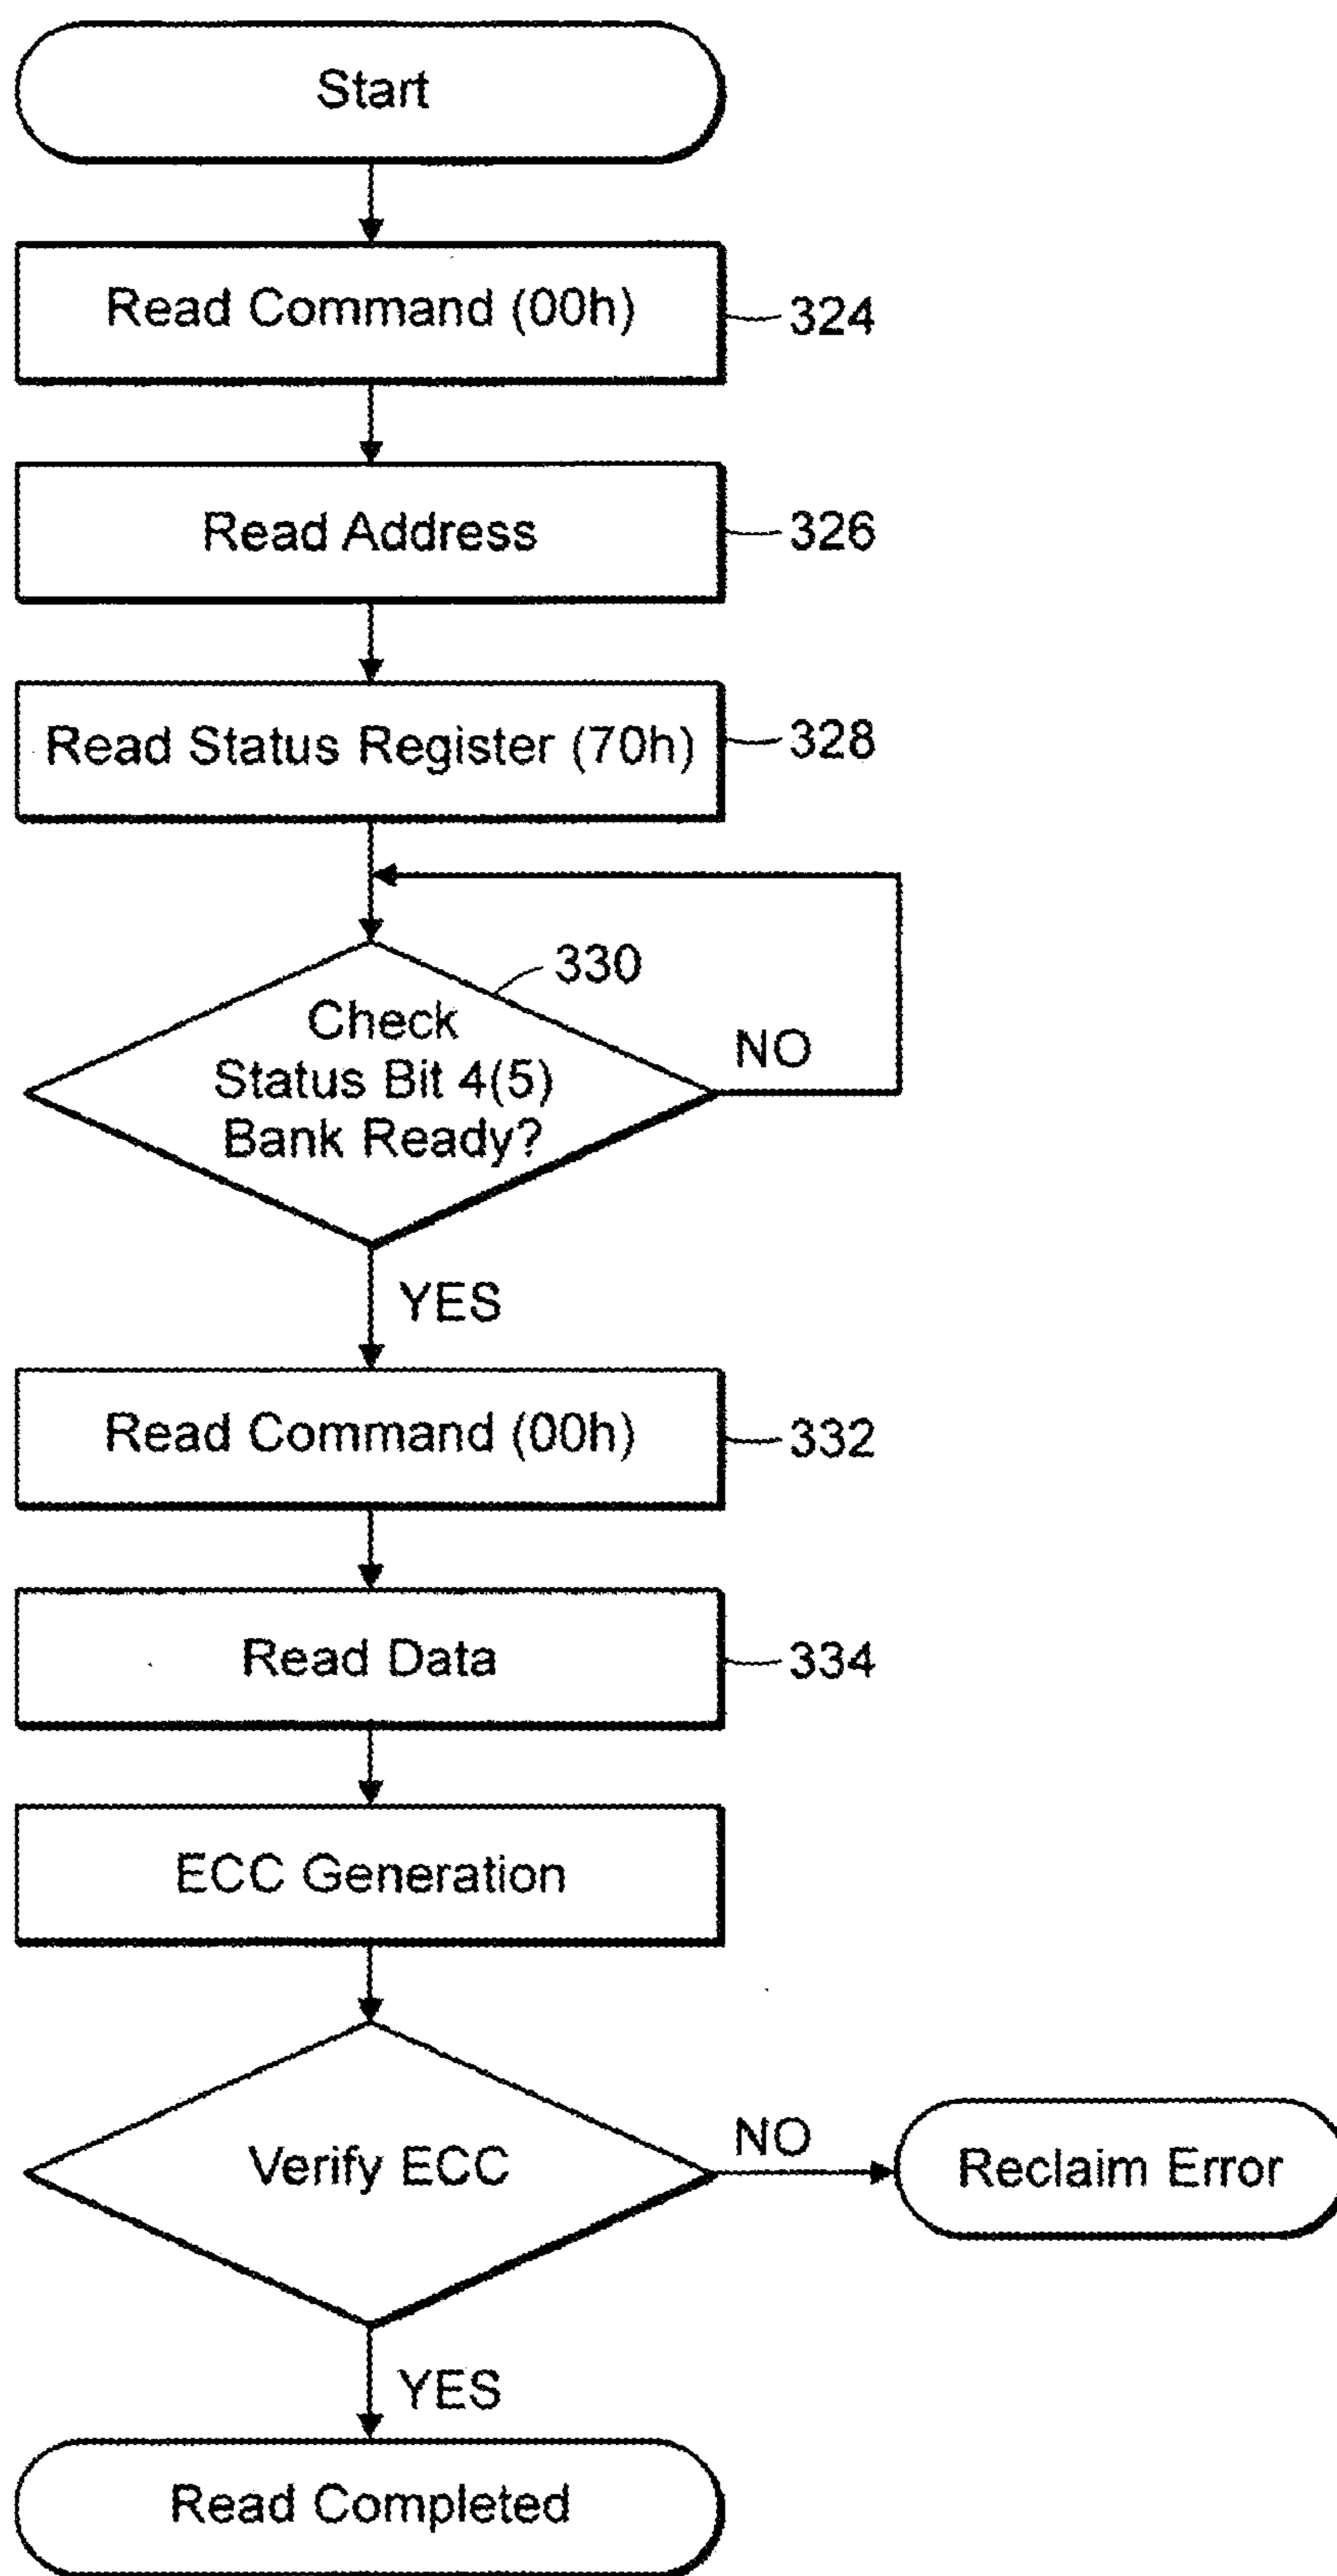 Start
Read Command (00h)
324
Read Address
326
Read Status Register (70h)
328
330
Check
Status Bit 4(5)
Bank Ready?
NO
YES
Read Command (00h)
332
Read Data
334
ECC Generation
Verify ECC
NO
Reclaim Error
YES
Read Completed